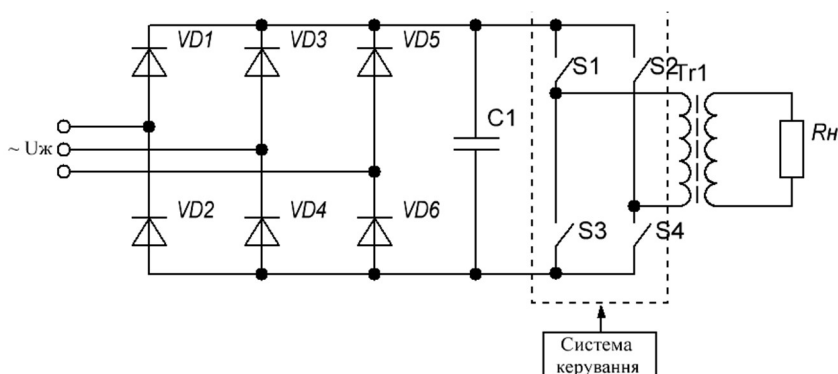 VD1
VD3
VD5
S1
S2
Tr1
C1
Rн
~ Uж
VD2
VD4
VD6
S3
S4
Система
керування